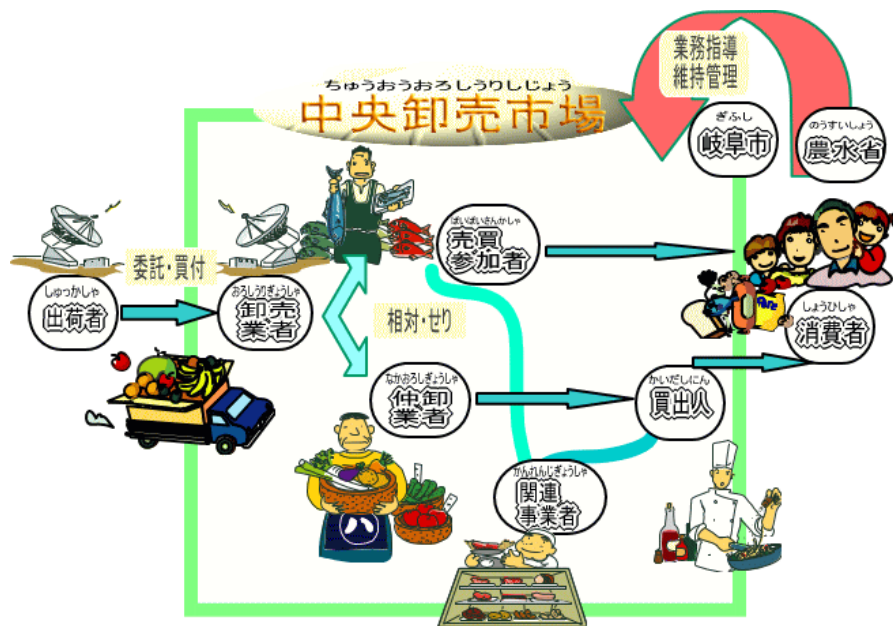 業務指導
維持管理
ちゅうおうおろしうりしじょう
中央卸売市場
ぎふし
岐阜市
のうすいしょう
農水省
ばいばいさんかしゃ
売買
参加者
委託・買付
しゅっかしゃ
出荷者
おろしうりぎょうしゃ
卸売
業者
相対・せり
しょうひしゃ
消費者
なかおろしぎょうしゃ
仲卸
業者
かいだしにん
買出人
かんれんじぎょうしゃ
関連
事業者
八